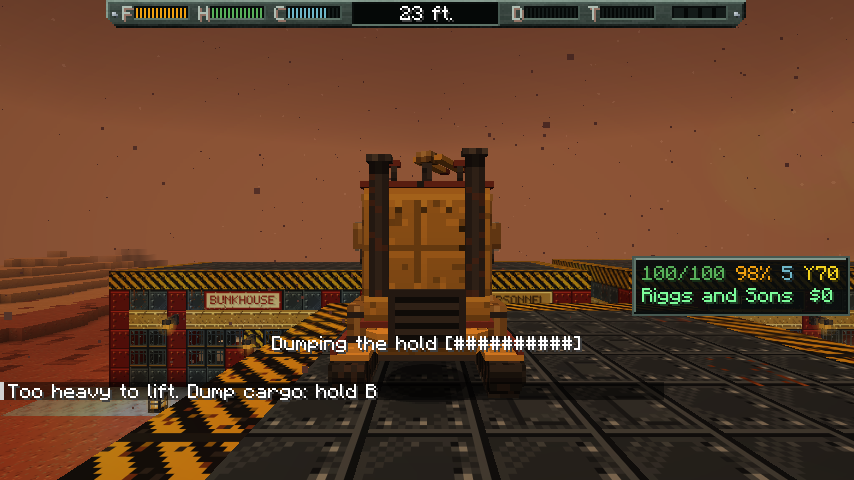 F H C 23 ft. D T
BUNKHOUSE
100/100 98% 5 Y70
Riggs and Sons $0
Dumping the hold [##########]
Too heavy to lift. Dump cargo: hold B